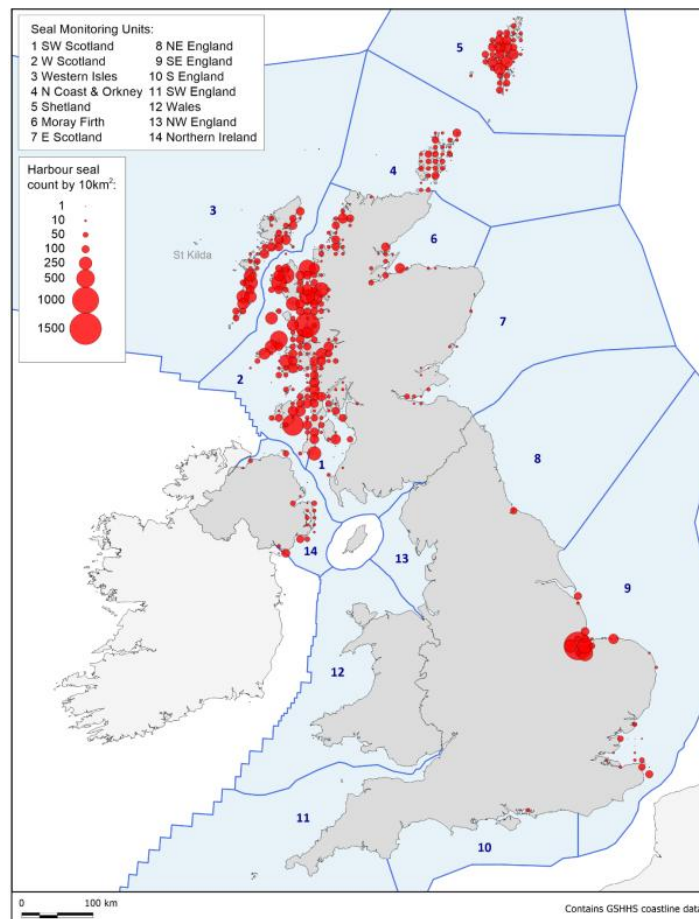 Seal Monitoring Units:
1 SW Scotland 8 NE England
2 W Scotland 9 SE England
3 Western Isles 10 S England
4 N Coast & Orkney 11 SW England
5 Shetland 12 Wales
6 Moray Firth 13 NW England
7 E Scotland 14 Northern Ireland
Harbour seal
count by 10km²:
1
10
50
100
250
500
1000
1500
5
4
3
6
St Kilda
7
2
8
1
14
13
9
12
11
10
0 100 km
Contains GSHHS coastline data